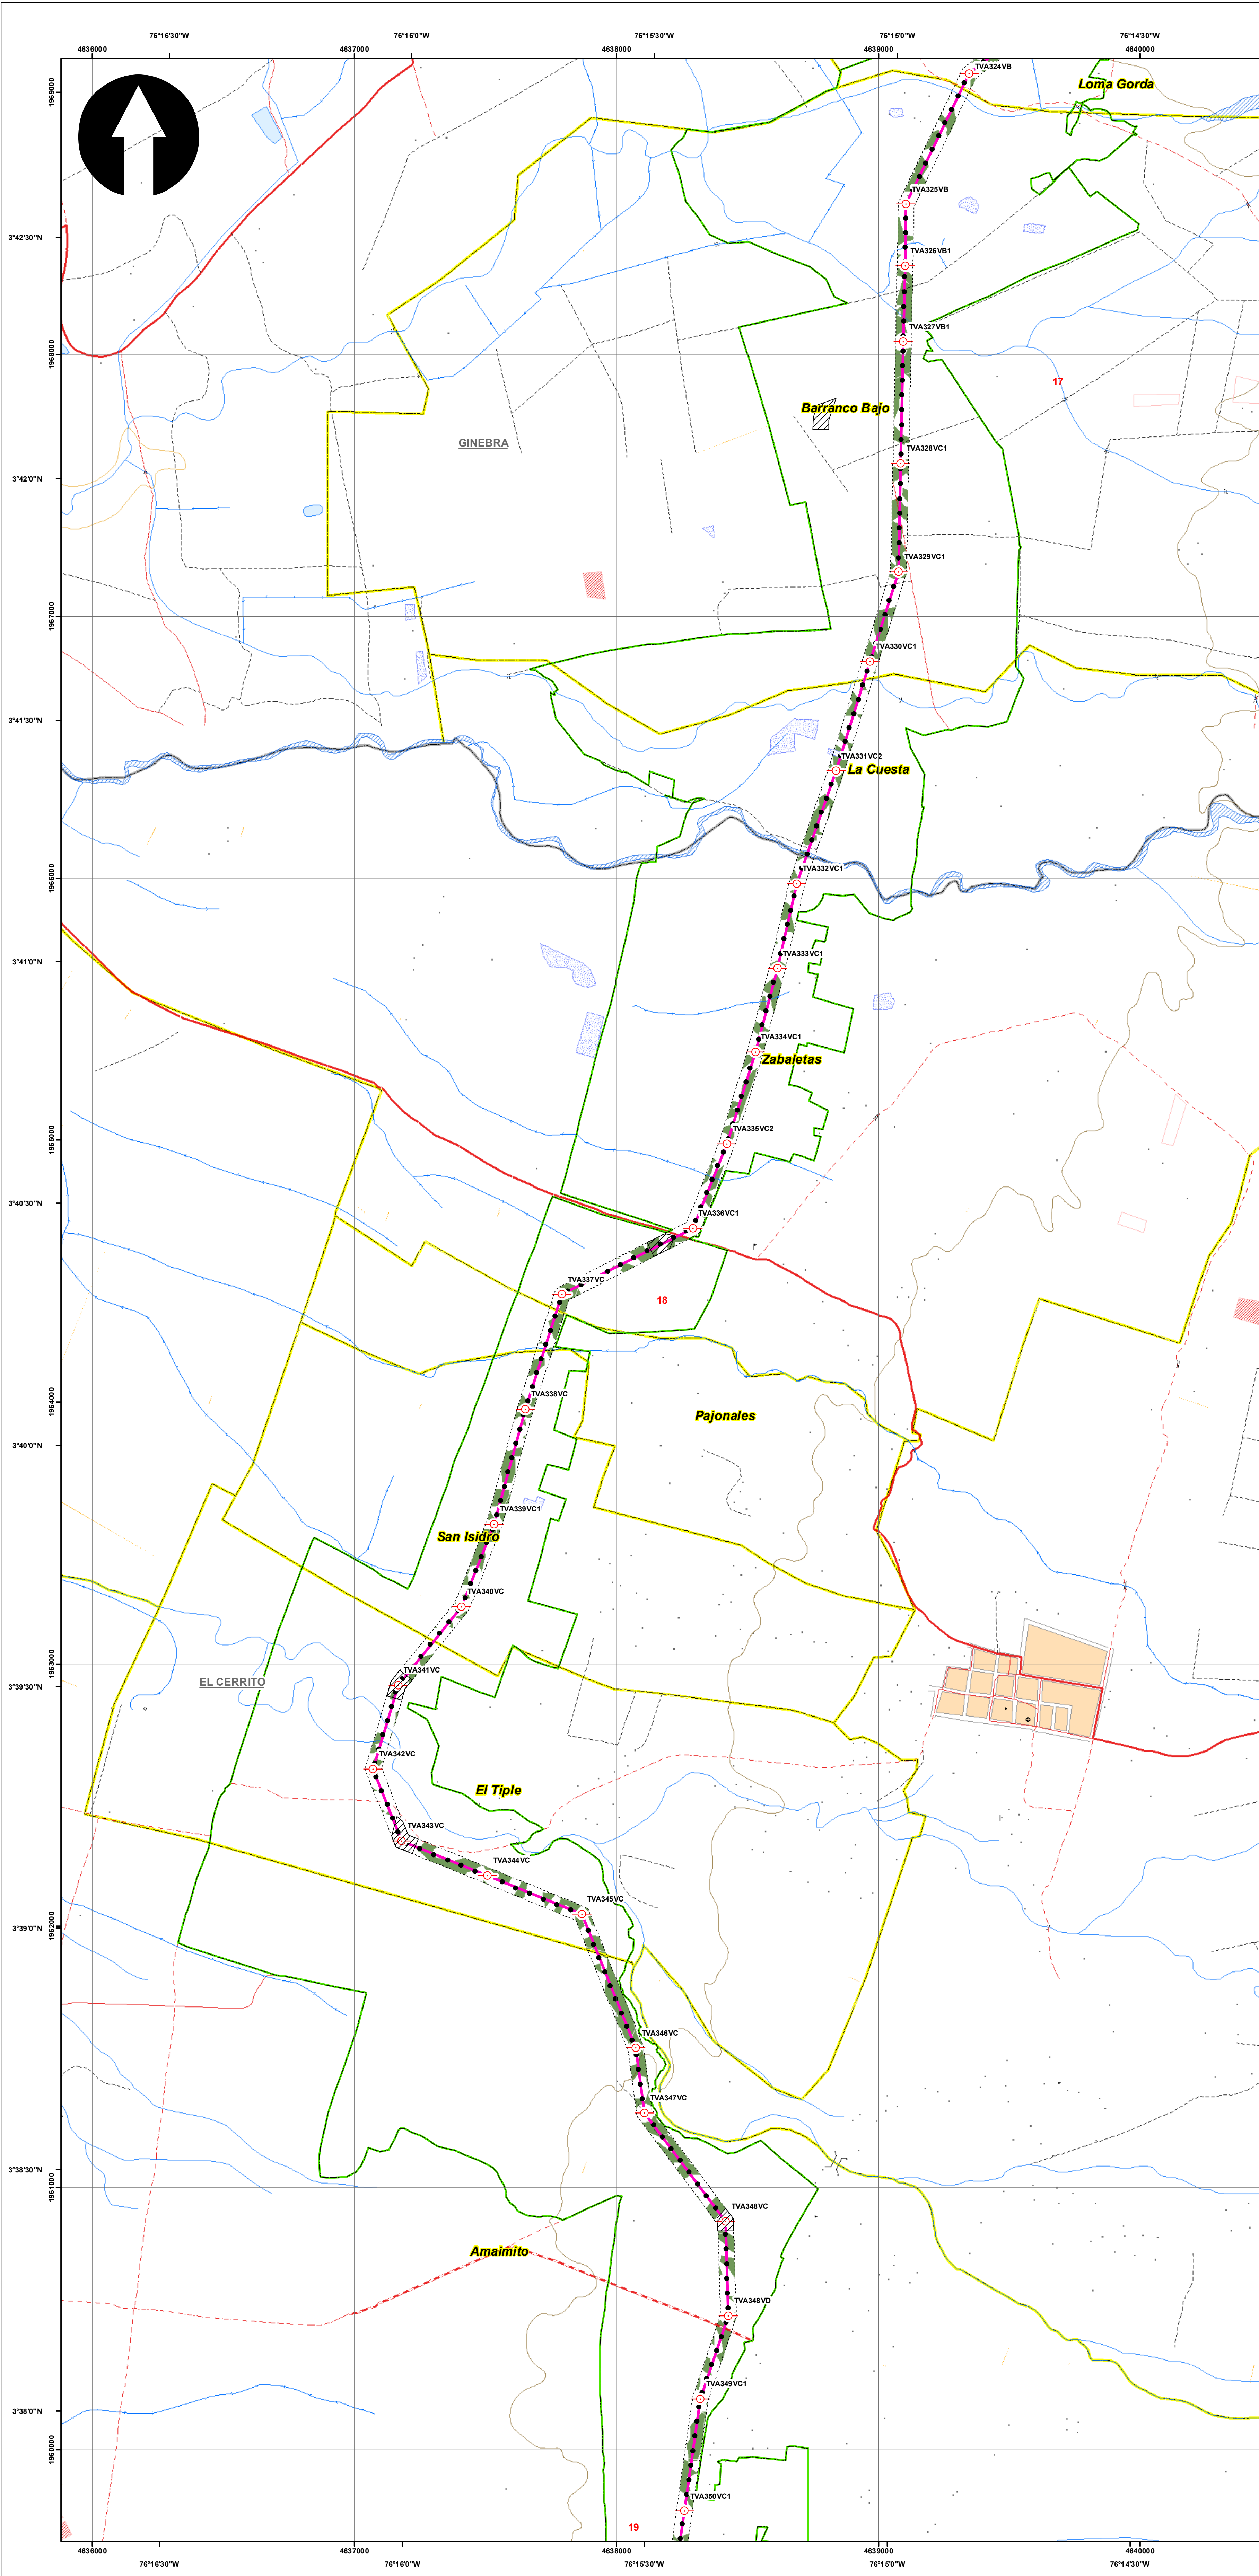 76°16'30"W
76°16'0"W
76°15'30"W
76°15'0"W
76°14'30"W
4636000
4637000
4638000
4639000
4640000
TVA324VB
Loma Gorda
1969000
TVA325VB
3°42'30"N
TVA326VB1
TVA327VB1
1968000
17
Barranco Bajo
GINEBRA
TVA328VC1
3°42'0"N
TVA329VC1
1967000
TVA330VC1
3°41'30"N
TVA331VC2
La Cuesta
TVA332VC1
1966000
TVA333VC1
3°41'0"N
TVA334VC1
Zabaletas
TVA335VC2
1965000
3°40'30"N
TVA336VC1
TVA337VC
18
TVA338VC
1964000
Pajonales
3°40'0"N
TVA339VC1
San Isidro
TVA340VC
1963000
TVA341VC
EL CERRITO
3°39'30"N
TVA342VC
El Tiple
TVA343VC
TVA344VC
TVA345VC
3°39'0"N
1962000
TVA346VC
TVA347VC
3°38'30"N
1961000
TVA348VC
Amaimito
TVA348VD
TVA349VC1
3°38'0"N
1960000
TVA350VC1
19
4636000
4637000
4638000
4639000
4640000
76°16'30"W
76°16'0"W
76°15'30"W
76°15'0"W
76°14'30"W